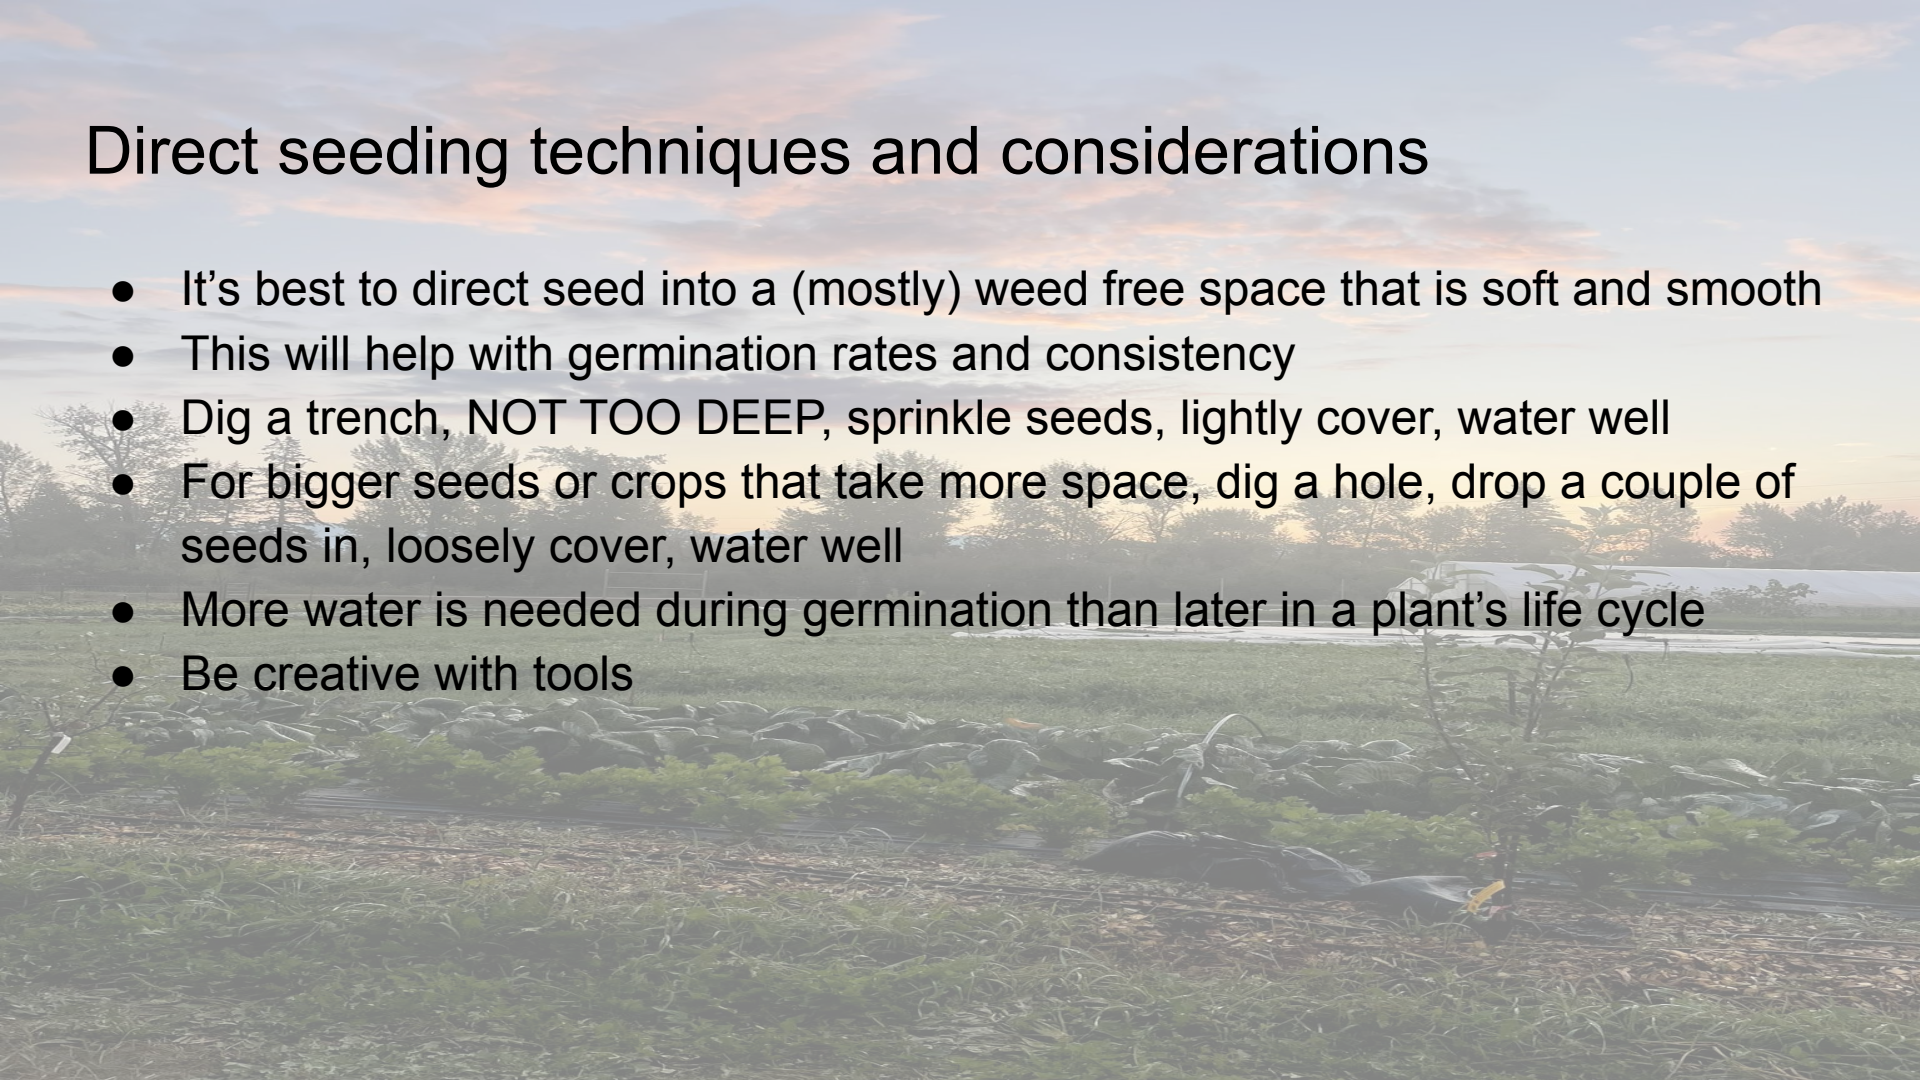 Direct seeding techniques and considerations
● It’s best to direct seed into a (mostly) weed free space that is soft and smooth
● This will help with germination rates and consistency
● Dig a trench, NOT TOO DEEP, sprinkle seeds, lightly cover, water well
● For bigger seeds or crops that take more space, dig a hole, drop a couple of
seeds in, loosely cover, water well
● More water is needed during germination than later in a plant’s life cycle
● Be creative with tools